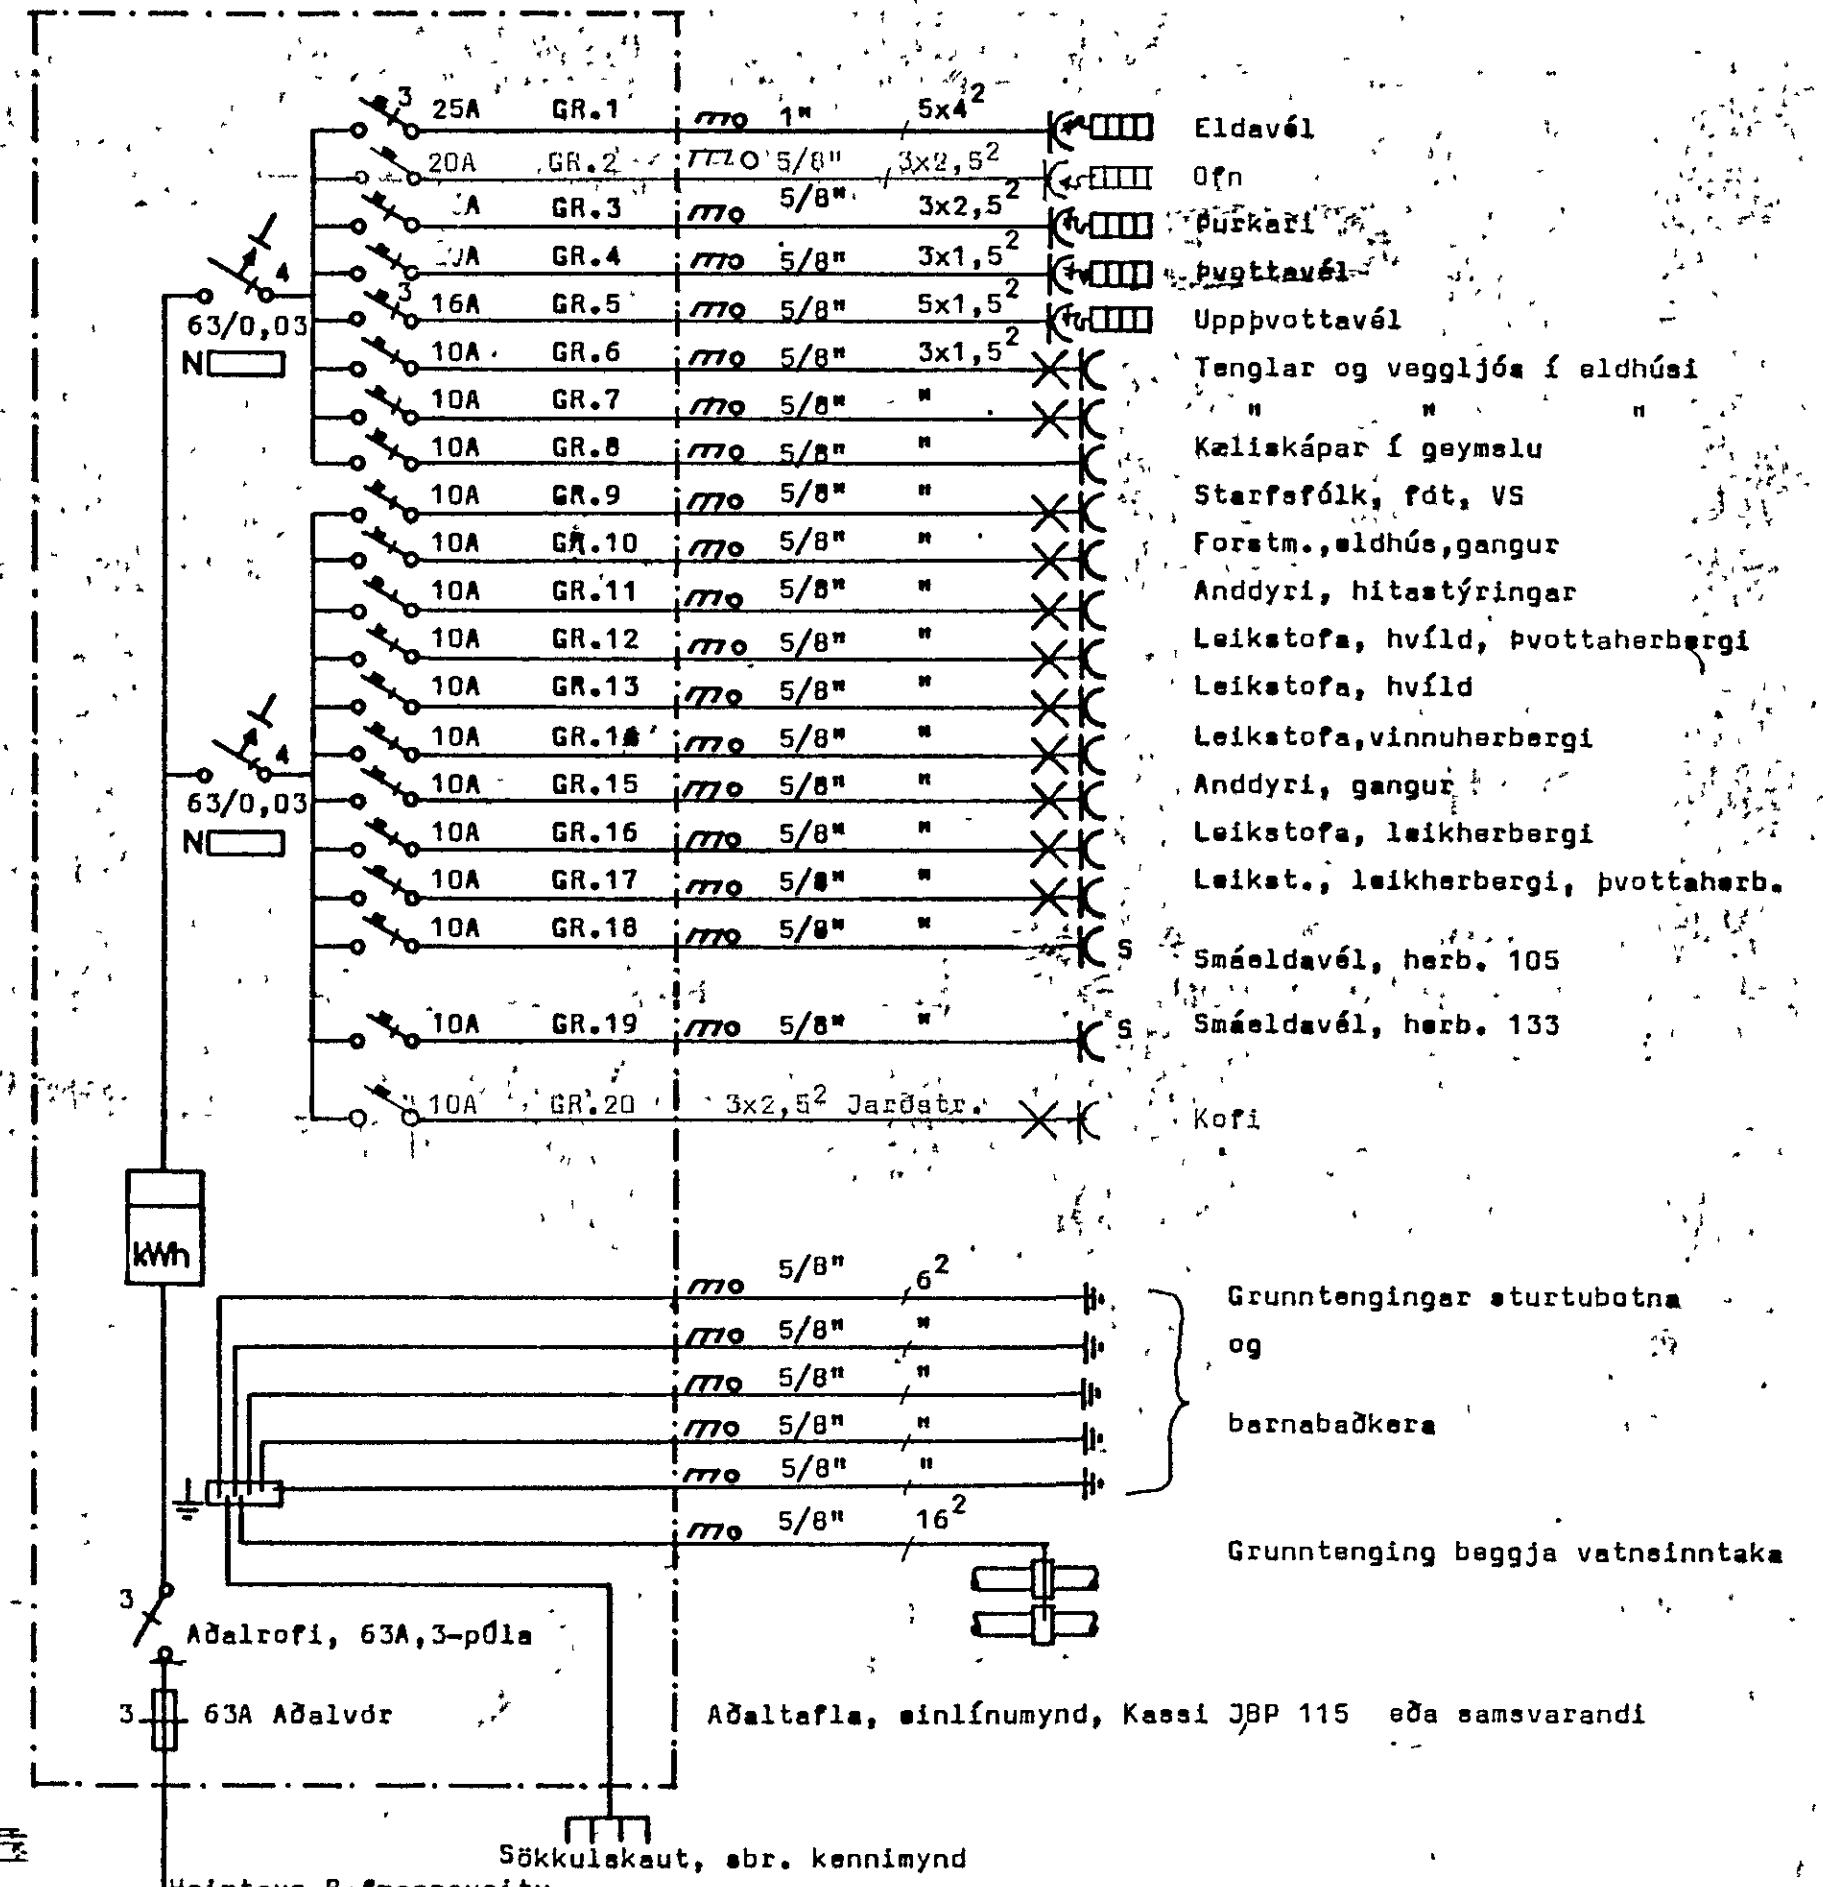 3 25A GR.1 1" 5x4² Eldavél
20A GR.2 5/8" 3x2,5² Ofn
A GR.3 5/8" 3x2,5² Þurkari
A GR.4 5/8" 3x1,5² Þvottavél
3 16A GR.5 5/8" 5x1,5² Uppþvottavél
4
63/0,03
N
10A GR.6 5/8" 3x1,5² Tenglar og veggljós í eldhúsi
10A GR.7 5/8" " " " "
10A GR.8 5/8" " Kæliskápar í geymslu
10A GR.9 5/8" " Starfsfólk, fdt, VS
10A GR.10 5/8" " Forstm.,eldhús,gangur
10A GR.11 5/8" " Anddyri, hitastýringar
10A GR.12 5/8" " Leikstofa, hvíld, þvottaherbergi
10A GR.13 5/8" " Leikstofa, hvíld
10A GR.14 5/8" " Leikstofa,vinnuherbergi
4
63/0,03
N
10A GR.15 5/8" " Anddyri, gangur
10A GR.16 5/8" " Leikstofa, leikherbergi
10A GR.17 5/8" " Leikst., leikherbergi, þvottaherb.
10A GR.18 5/8" " S Smáeldavél, herb. 105
10A GR.19 5/8" " S Smáeldavél, herb. 133
10A GR.20 3x2,5² Jarðstr. Kofi
kWh
5/8" 6² Grunntengingar sturtubotna
5/8" " og
5/8" "
5/8" " barnabaðkera
5/8" "
5/8" 16² Grunntenging beggja vatnsinntaka
3 Aðalrofi, 63A,3-póla
3 63A Aðalvör
Aðaltafla, einlínumynd, Kassi JBP 115 eða samsvarandi
Sökkulskaut, sbr. kennimynd